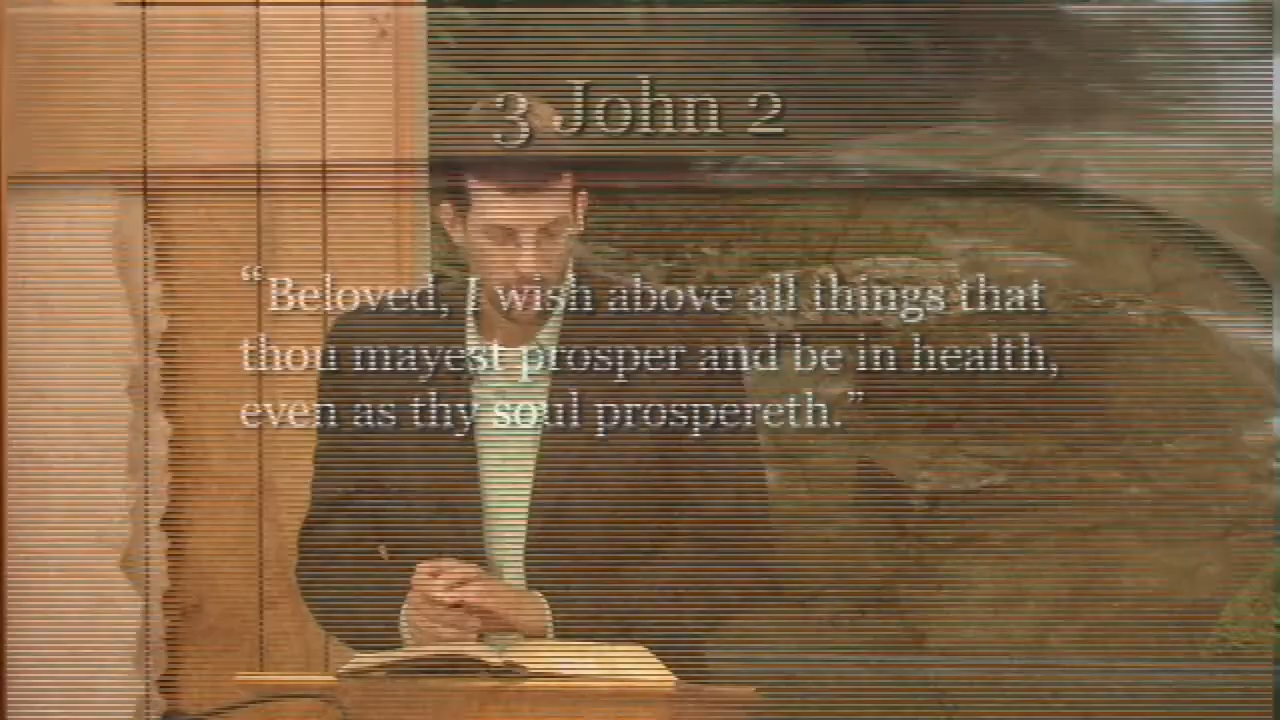 3 John 2
“Beloved, I wish above all things that
thou mayest prosper and be in health,
even as thy soul prospereth.”